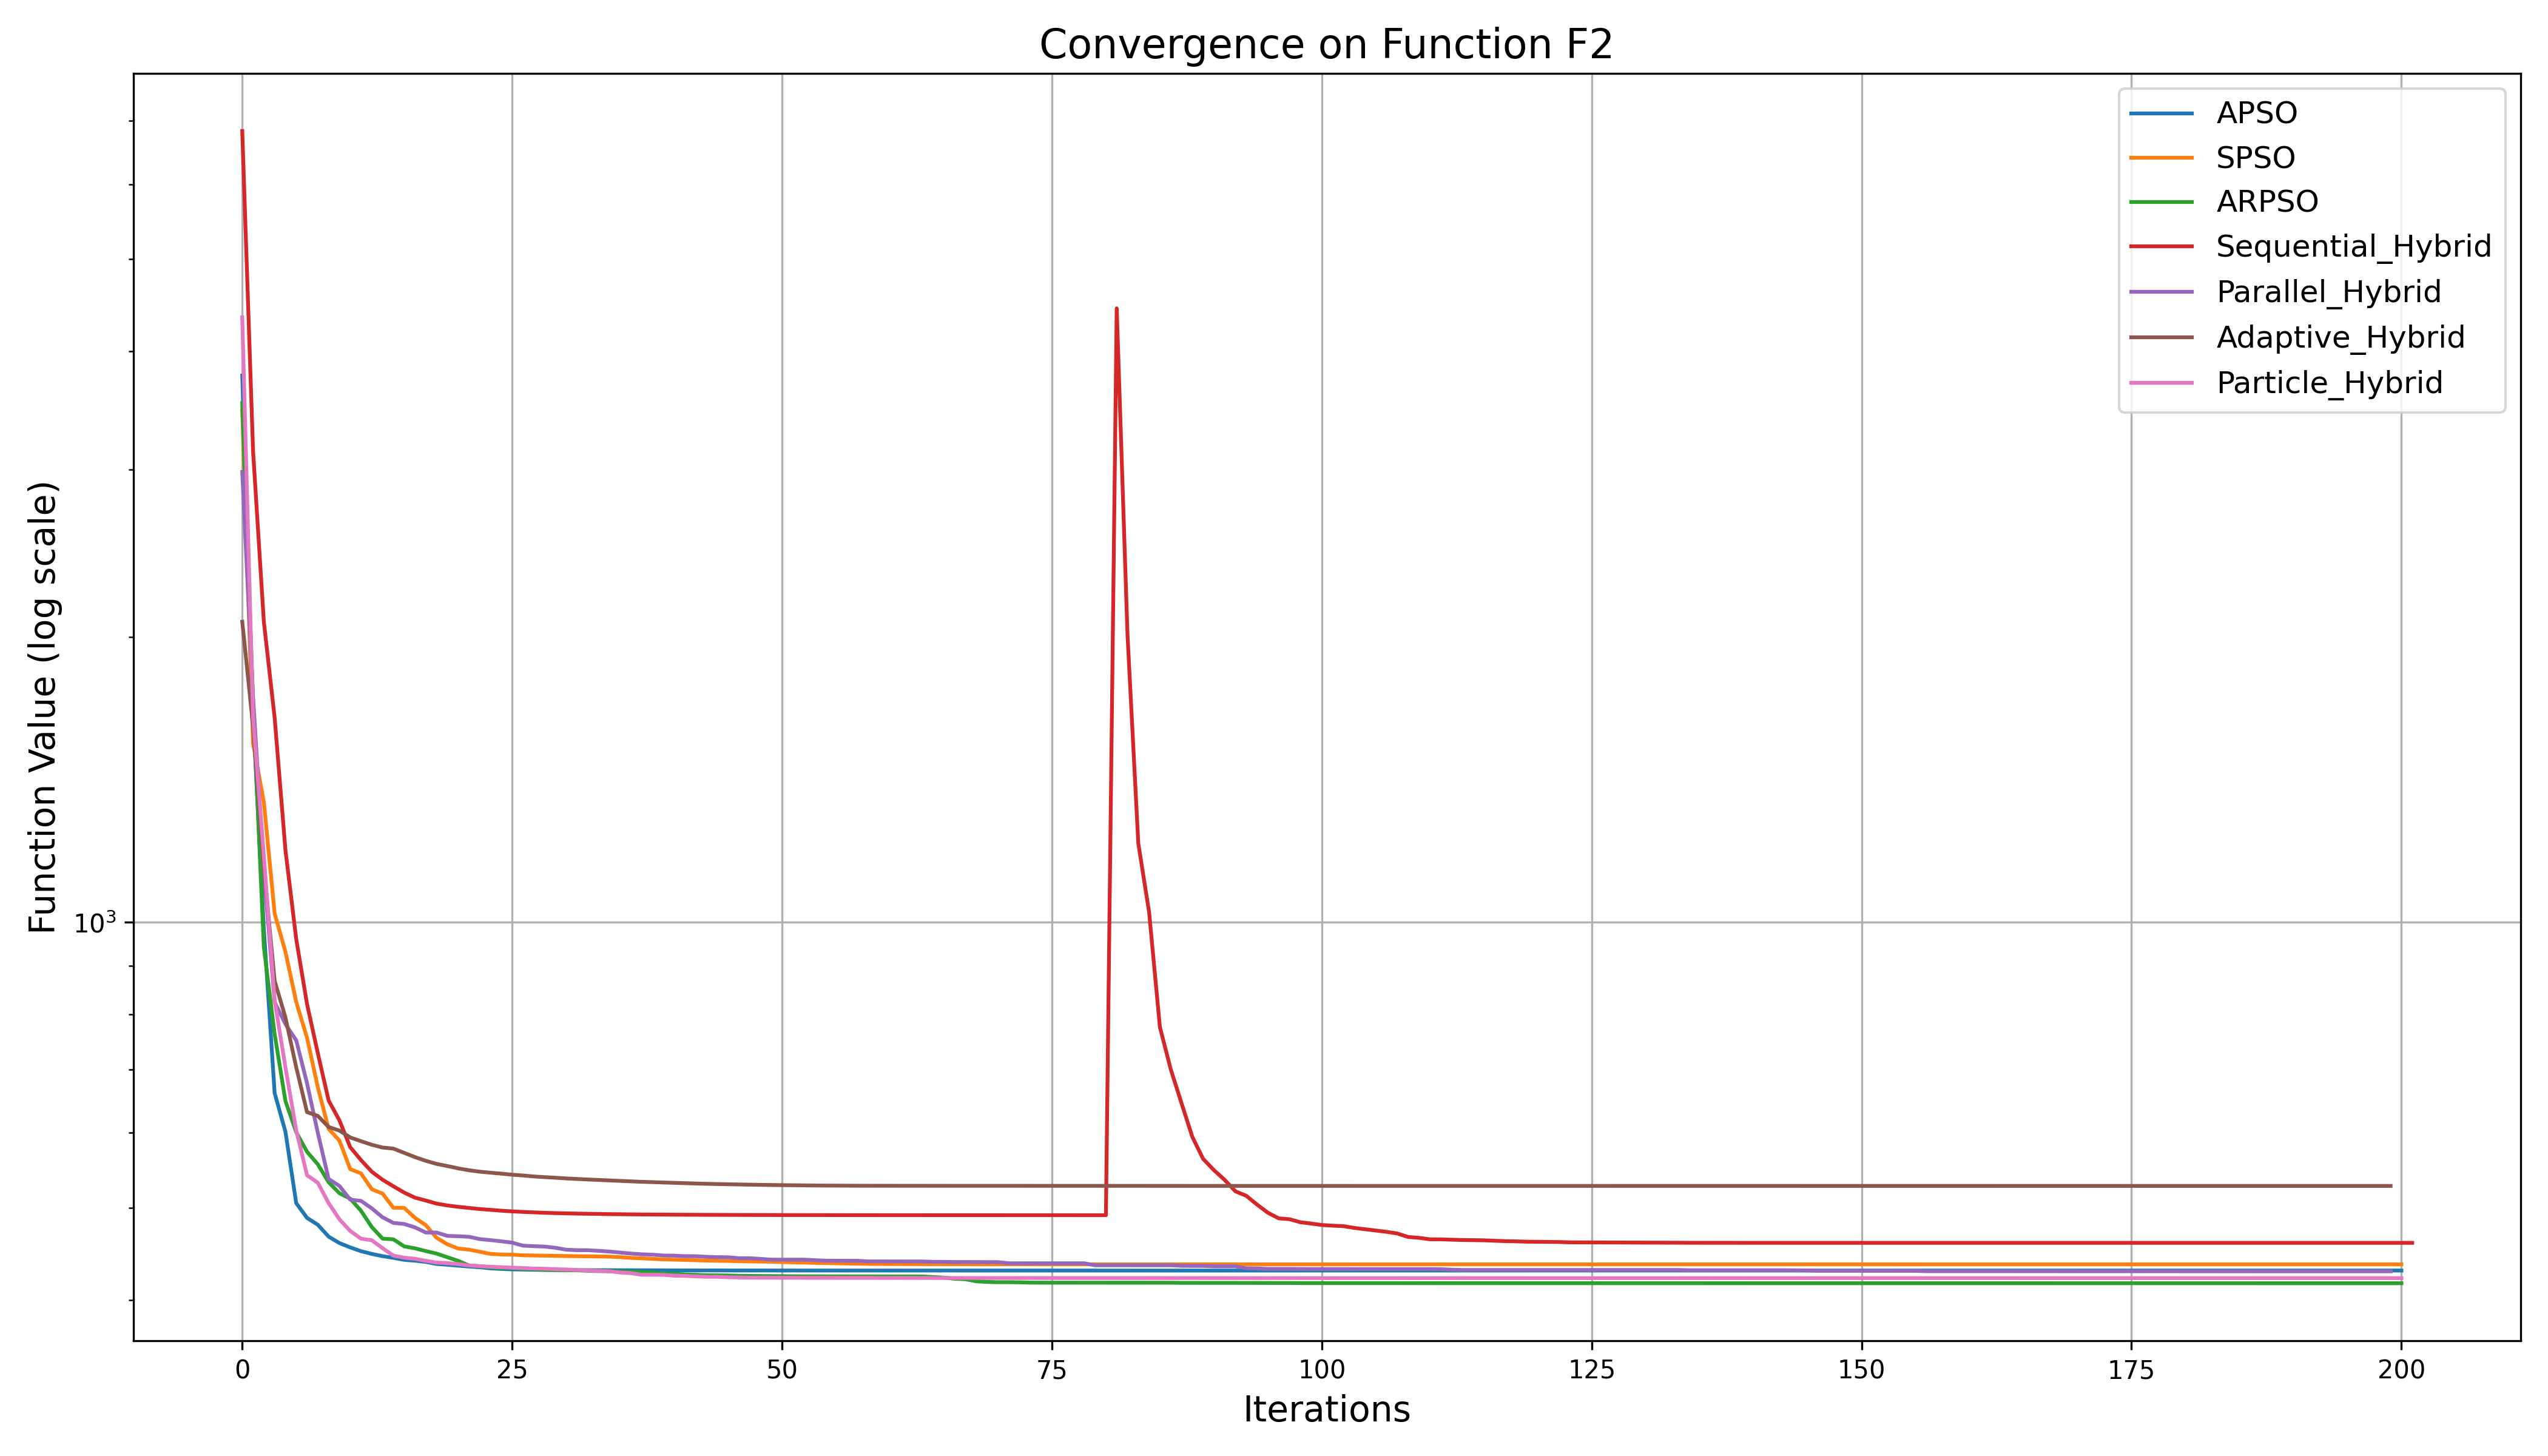 Convergence on Function F2
APSO
SPSO
ARPSO
Sequential_Hybrid
Parallel_Hybrid
Adaptive_Hybrid
Particle_Hybrid
Function Value (log scale)
10³
0 25 50 75 100 125 150 175 200
Iterations